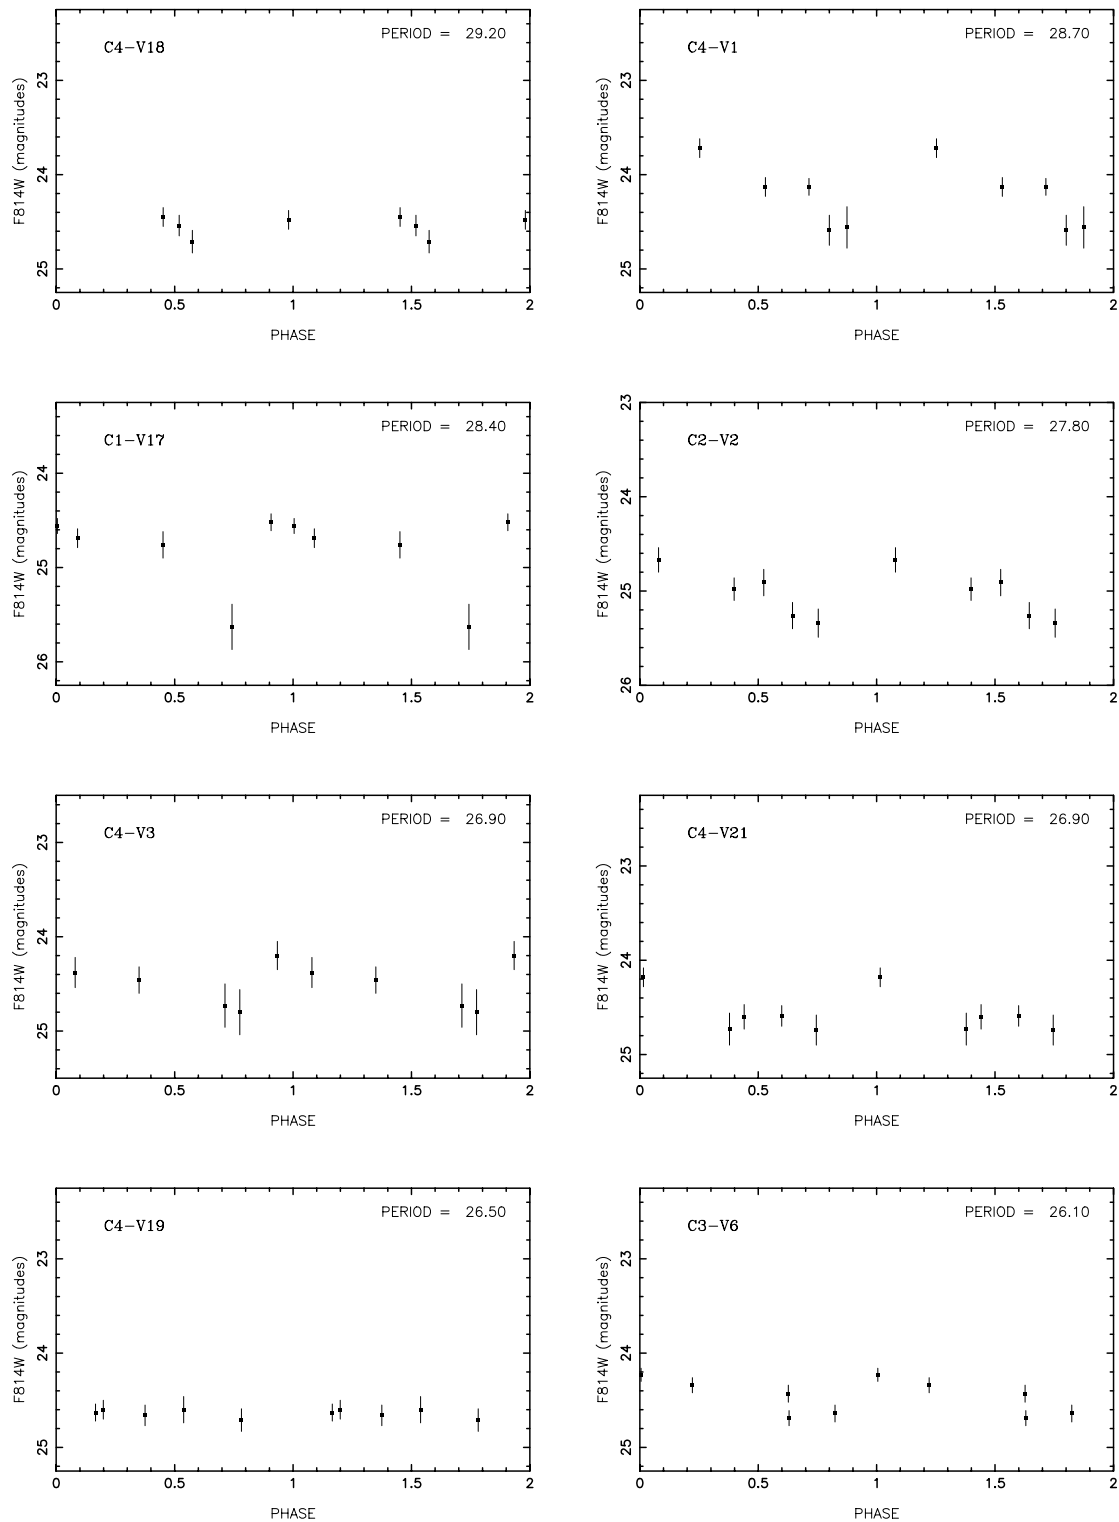 C4-V18
PERIOD = 29.20
23
24
25
F814W (magnitudes)
0 0.5 1 1.5 2
PHASE
C4-V1
PERIOD = 28.70
23
24
25
F814W (magnitudes)
0 0.5 1 1.5 2
PHASE
C1-V17
PERIOD = 28.40
24
25
26
F814W (magnitudes)
0 0.5 1 1.5 2
PHASE
C2-V2
PERIOD = 27.80
23
24
25
26
F814W (magnitudes)
0 0.5 1 1.5 2
PHASE
C4-V3
PERIOD = 26.90
23
24
25
F814W (magnitudes)
0 0.5 1 1.5 2
PHASE
C4-V21
PERIOD = 26.90
23
24
25
F814W (magnitudes)
0 0.5 1 1.5 2
PHASE
C4-V19
PERIOD = 26.50
23
24
25
F814W (magnitudes)
0 0.5 1 1.5 2
PHASE
C3-V6
PERIOD = 26.10
23
24
25
F814W (magnitudes)
0 0.5 1 1.5 2
PHASE